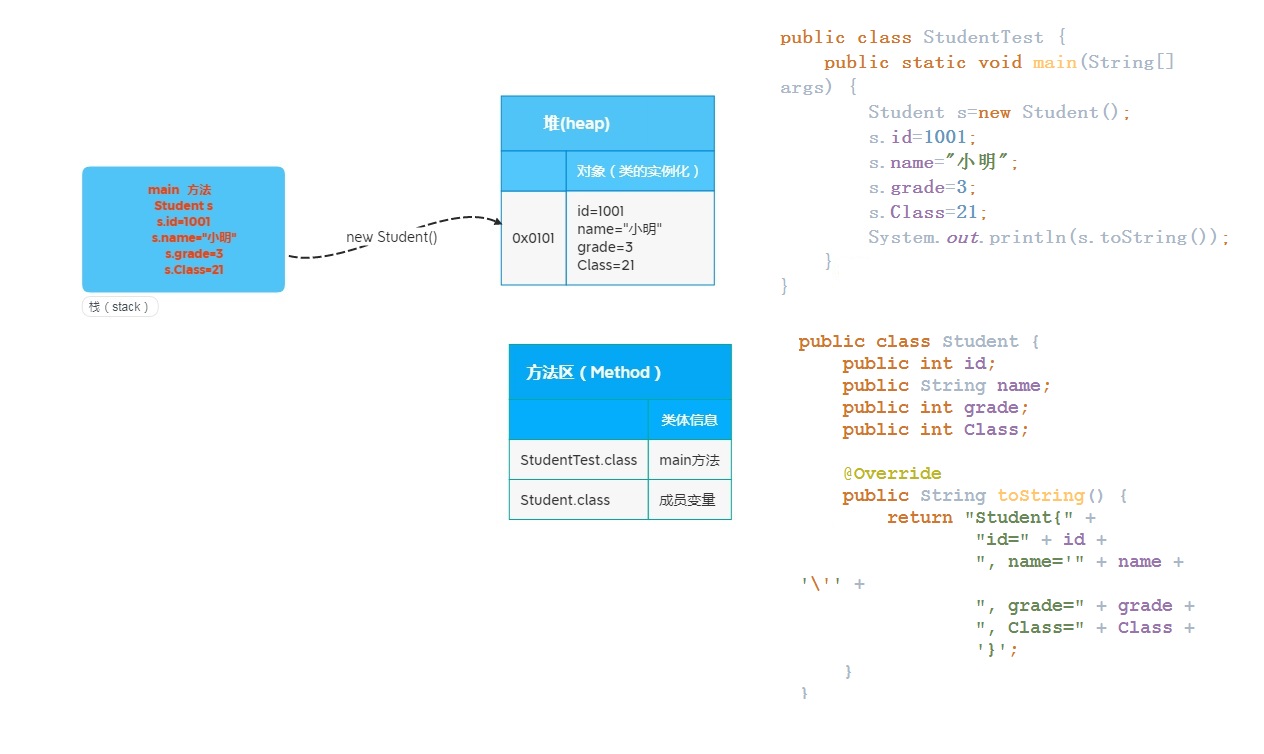 main 方法
Student s
s.id=1001
s.name="小明"
s.grade=3
s.Class=21
栈（stack）
new Student()
堆(heap)
对象（类的实例化）
0x0101
id=1001
name="小明"
grade=3
Class=21
方法区（Method）
类体信息
StudentTest.class main方法
Student.class 成员变量
public class StudentTest {
public static void main(String[]
args) {
Student s=new Student();
s.id=1001;
s.name="小明";
s.grade=3;
s.Class=21;
System.out.println(s.toString());
}
}
public class Student {
public int id;
public String name;
public int grade;
public int Class;
@Override
public String toString() {
return "Student{" +
"id=" + id +
", name='" + name +
'\'' +
", grade=" + grade +
", Class=" + Class +
'}';
}
}